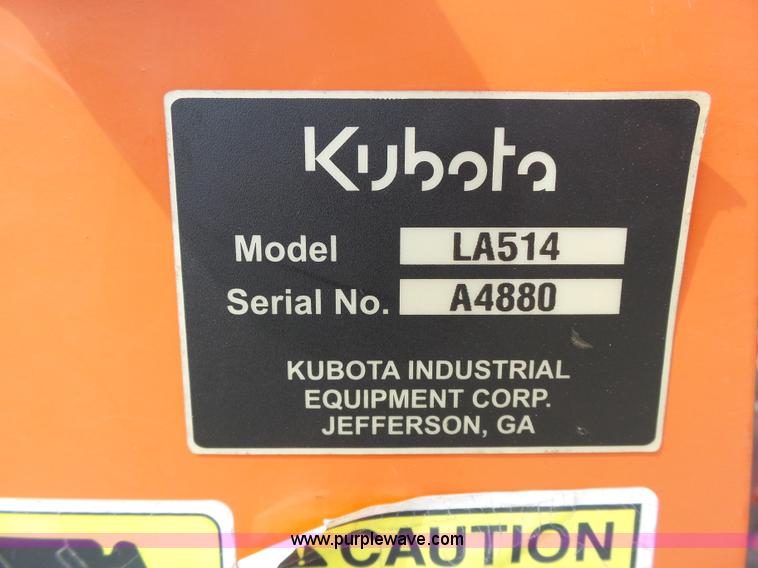 Kubota
Model LA514
Serial No. A4880
KUBOTA INDUSTRIAL
EQUIPMENT CORP.
JEFFERSON, GA
CAUTION
www.purplewave.com